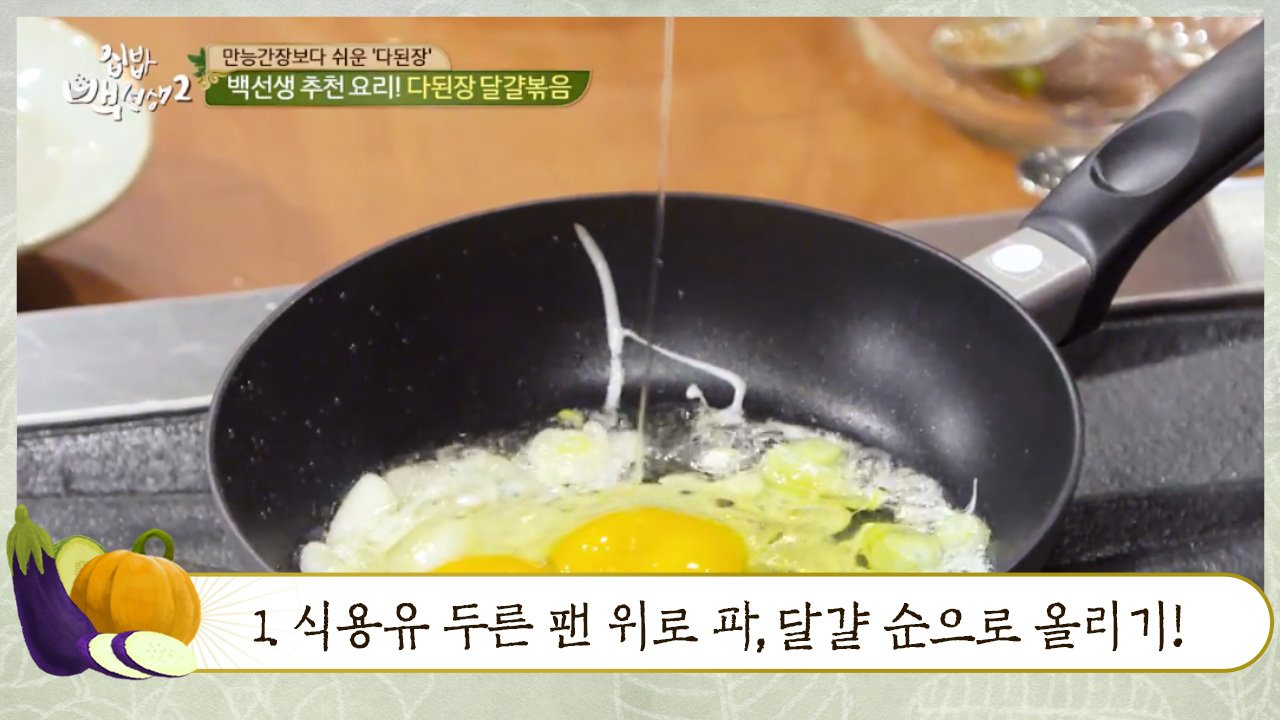 집밥
백선생2
만능간장보다 쉬운 '다된장'
백선생 추천 요리! 다된장 달걀볶음
1. 식용유 두른 팬 위로 파, 달걀 순으로 올리기!